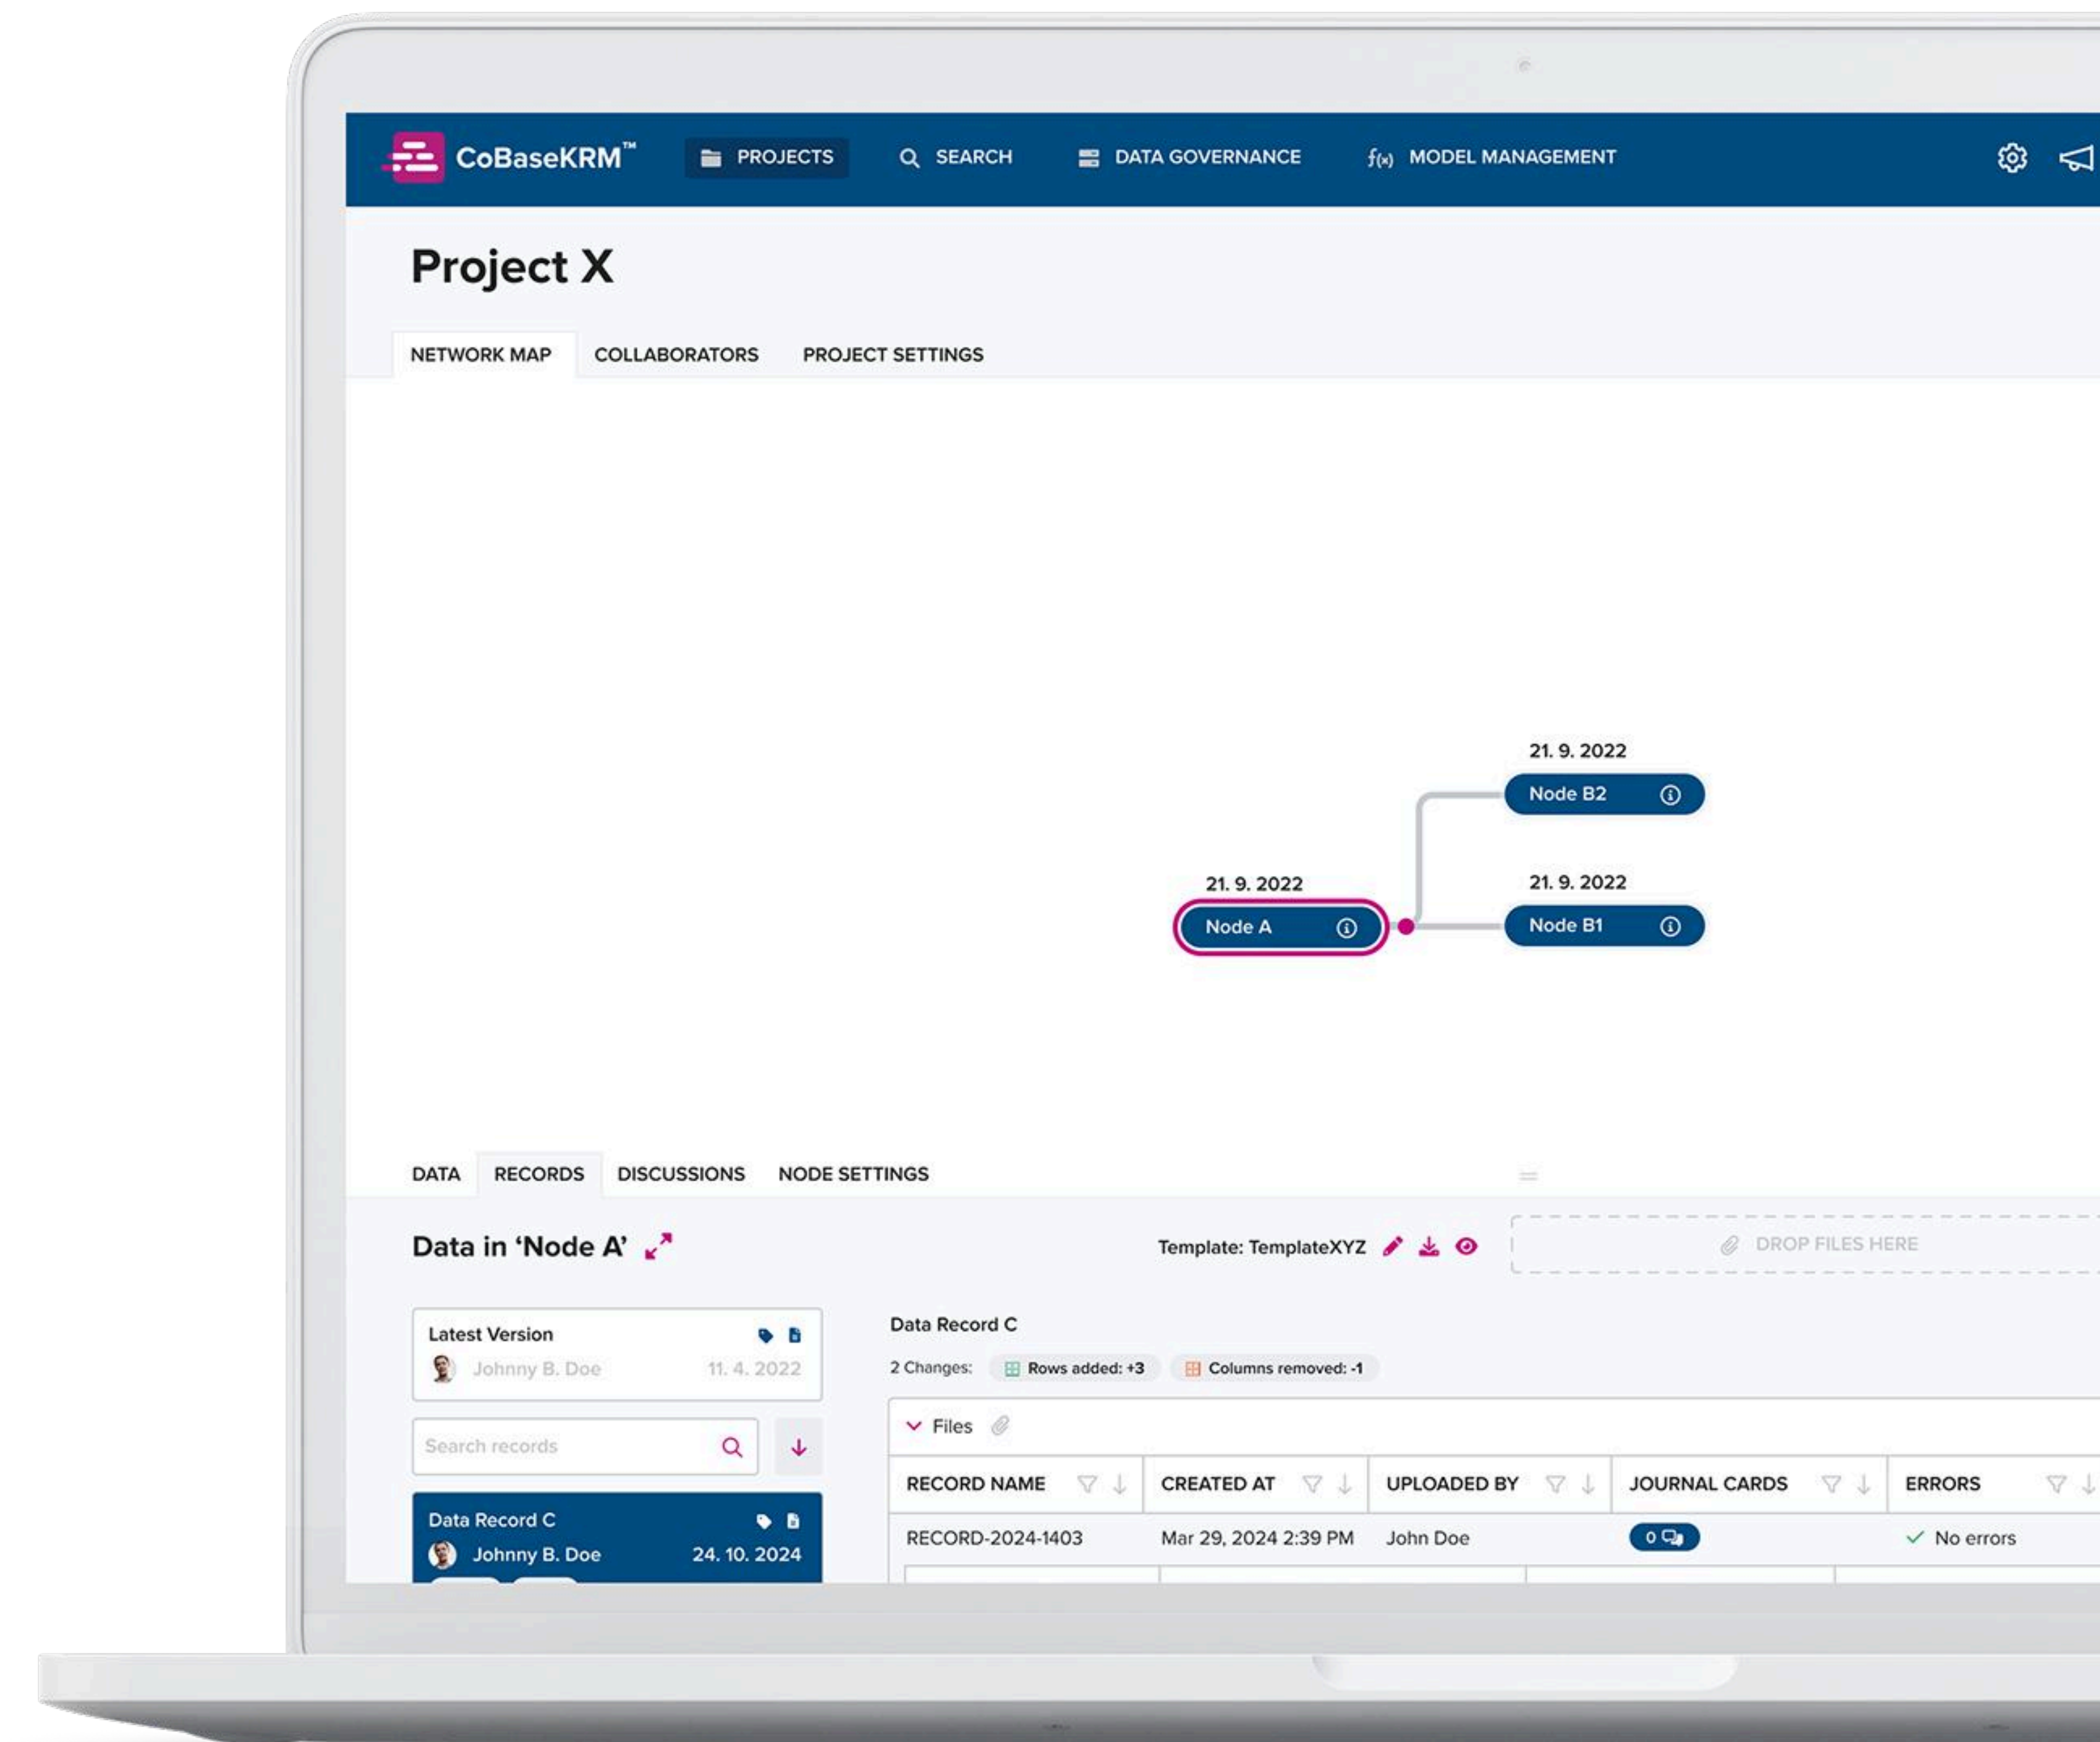 CoBaseKRM™ PROJECTS SEARCH DATA GOVERNANCE f(x) MODEL MANAGEMENT
Project X
NETWORK MAP COLLABORATORS PROJECT SETTINGS
21. 9. 2022
Node B2
21. 9. 2022 21. 9. 2022
Node A Node B1
DATA RECORDS DISCUSSIONS NODE SETTINGS
Data in ‘Node A’ Template: TemplateXYZ DROP FILES HERE
Latest Version
Johnny B. Doe 11. 4. 2022
Search records
Data Record C
Johnny B. Doe 24. 10. 2024
Data Record C
2 Changes: Rows added: +3 Columns removed: -1
Files
RECORD NAME CREATED AT UPLOADED BY JOURNAL CARDS ERRORS
RECORD-2024-1403 Mar 29, 2024 2:39 PM John Doe 0 No errors